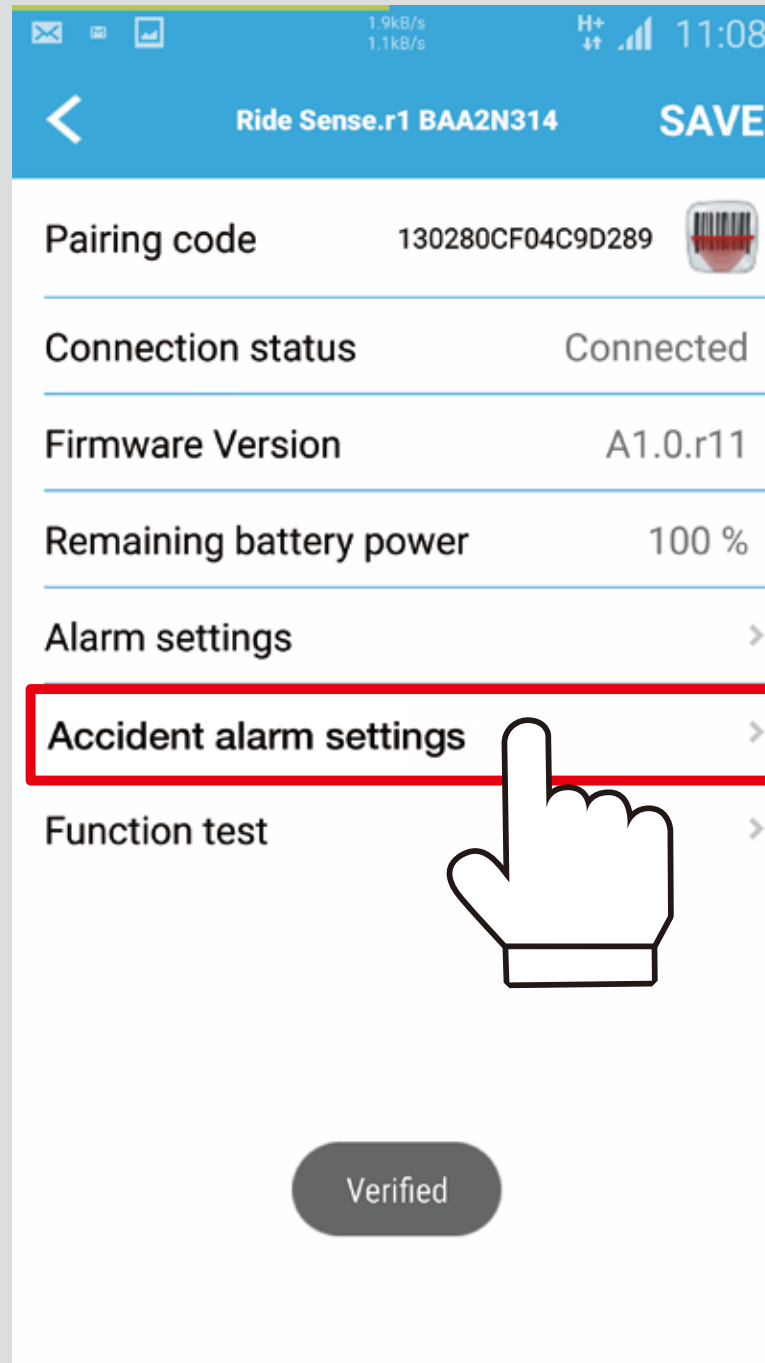 1.9kB/s
1.1kB/s
H+
11:08
Ride Sense.r1 BAA2N314
SAVE
Pairing code 130280CF04C9D289
Connection status Connected
Firmware Version A1.0.r11
Remaining battery power 100 %
Alarm settings
Accident alarm settings
Function test
Verified